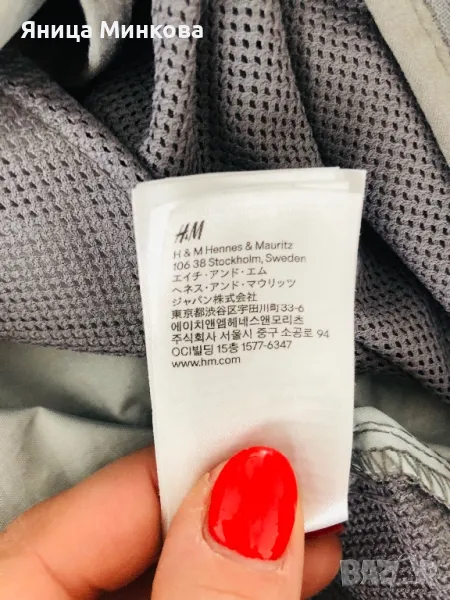 Яница Минкова
H&M
H & M Hennes & Mauritz
106 38 Stockholm, Sweden
エイチ・アンド・エム
ヘネス・アンド・マウリッツ
ジャパン株式会社
東京都渋谷区宇田川町33-6
에이치앤엠헤네스앤모리츠
주식회사 서울시 중구 소공로 94
OCI빌딩 15층 1577-6347
www.hm.com
BAZAR